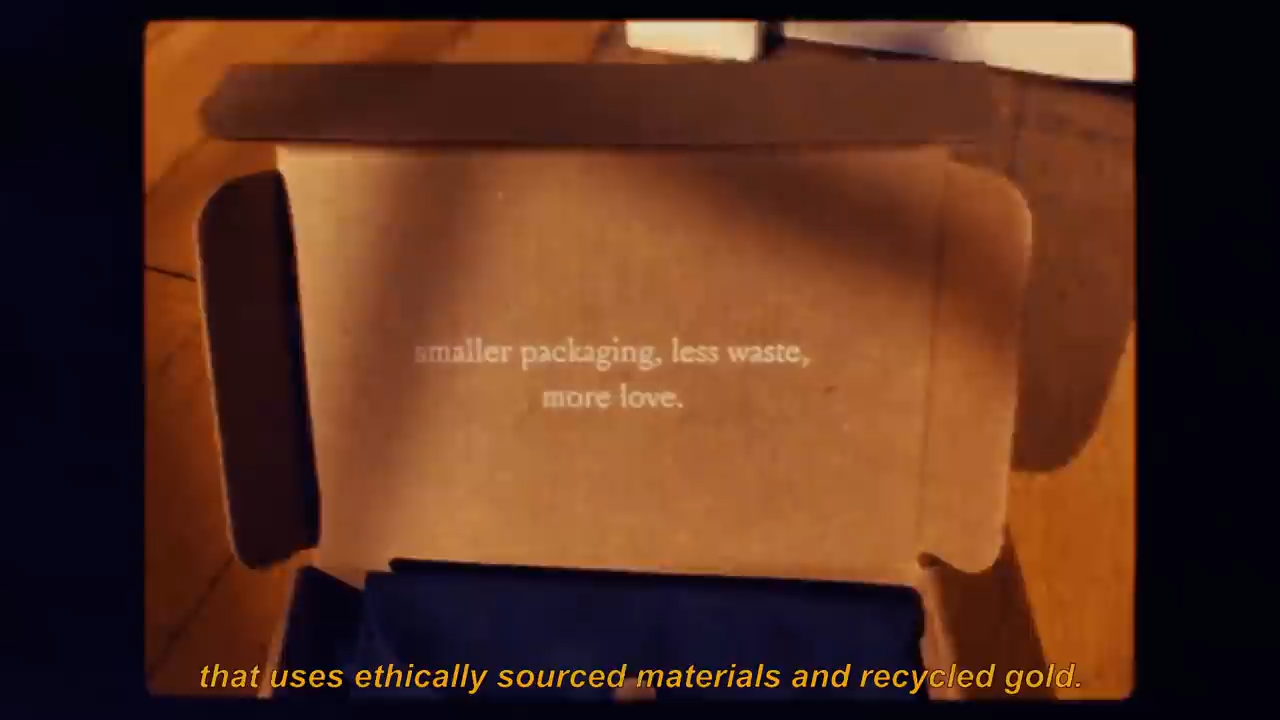 smaller packaging, less waste,
more love.
that uses ethically sourced materials and recycled gold.